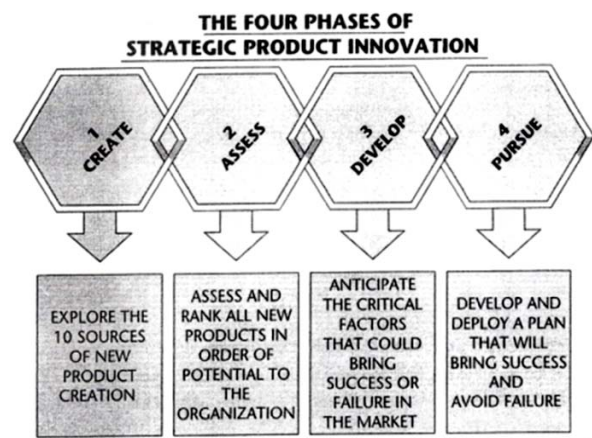 THE FOUR PHASES OF
STRATEGIC PRODUCT INNOVATION
1
CREATE
2
ASSESS
3
DEVELOP
4
PURSUE
EXPLORE THE
10 SOURCES
OF NEW
PRODUCT
CREATION
ASSESS AND
RANK ALL NEW
PRODUCTS IN
ORDER OF
POTENTIAL TO
THE
ORGANIZATION
ANTICIPATE
THE CRITICAL
FACTORS
THAT COULD
BRING
SUCCESS OR
FAILURE IN
THE MARKET
DEVELOP AND
DEPLOY A PLAN
THAT WILL
BRING SUCCESS
AND
AVOID FAILURE